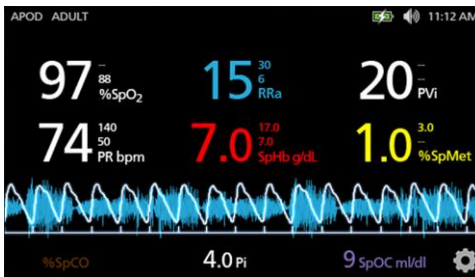 APOD ADULT 11:12 AM
97 -- 88 %SpO₂ 15 30 6 RRa 20 -- -- PVi
74 140 50 PR bpm 7.0 17.0 7.0 SpHb g/dL 1.0 3.0 -- %SpMet
%SpCO 4.0 Pi 9 SpOC ml/dl